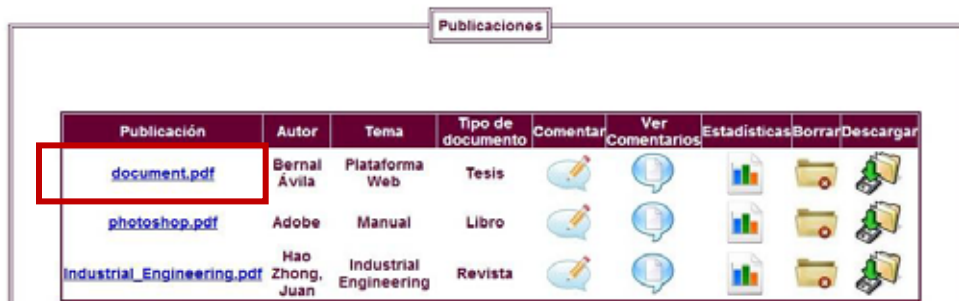 Publicaciones
Publicación Autor Tema Tipo de documento Comentar Ver Comentarios Estadísticas Borrar Descargar
document.pdf Bernal Ávila Plataforma Web Tesis
photoshop.pdf Adobe Manual Libro
Industrial_Engineering.pdf Hao Zhong, Juan Industrial Engineering Revista